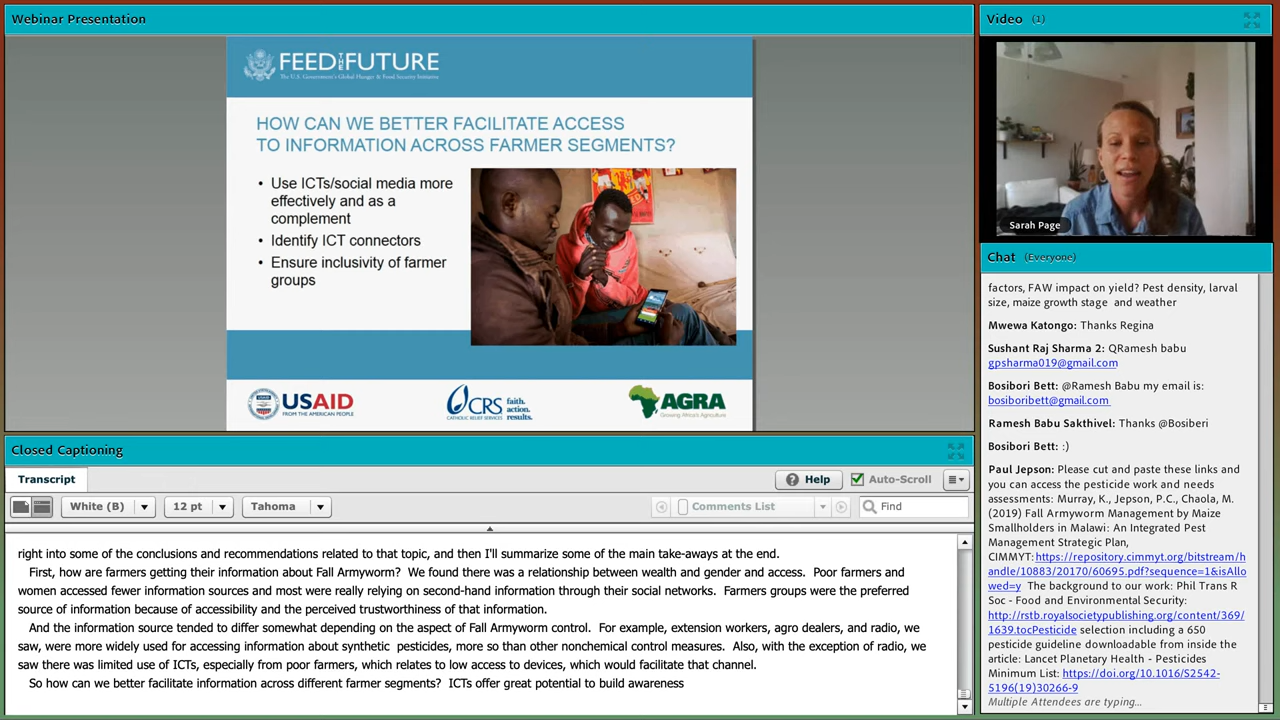 Webinar Presentation
FEED THE FUTURE
The U.S. Government's Global Hunger & Food Security Initiative
HOW CAN WE BETTER FACILITATE ACCESS
TO INFORMATION ACROSS FARMER SEGMENTS?
• Use ICTs/social media more
effectively and as a
complement
• Identify ICT connectors
• Ensure inclusivity of farmer
groups
USAID
FROM THE AMERICAN PEOPLE
CRS
faith.
action.
results.
CATHOLIC RELIEF SERVICES
AGRA
Growing Africa's Agriculture
Video (1)
Sarah Page
Chat (Everyone)
factors, FAW impact on yield? Pest density, larval
size, maize growth stage and weather
Mwewa Katongo: Thanks Regina
Sushant Raj Sharma 2: QRamesh babu
gpsharma019@gmail.com
Bosibori Bett: @Ramesh Babu my email is:
bosiboribett@gmail.com
Ramesh Babu Sakthivel: Thanks @Bosiberi
Bosibori Bett: :)
Paul Jepson: Please cut and paste these links and
you can access the pesticide work and needs
assessments: Murray, K., Jepson, P.C., Chaola, M.
(2019) Fall Armyworm Management by Maize
Smallholders in Malawi: An Integrated Pest
Management Strategic Plan,
CIMMYT: https://repository.cimmyt.org/bitstream/h
andle/10883/20170/60695.pdf?sequence=1&isAllo
wed=y The background to our work: Phil Trans R
Soc - Food and Environmental Security:
http://rstb.royalsocietypublishing.org/content/369/
1639.tocPesticide selection including a 650
pesticide guideline downloadable from inside the
article: Lancet Planetary Health - Pesticides
Minimum List: https://doi.org/10.1016/S2542-
5196(19)30266-9
Multiple Attendees are typing...
Closed Captioning
Transcript
Help
Auto-Scroll
White (B)
12 pt
Tahoma
Comments List
Find
right into some of the conclusions and recommendations related to that topic, and then I'll summarize some of the main take-aways at the end.
First, how are farmers getting their information about Fall Armyworm? We found there was a relationship between wealth and gender and access. Poor farmers and
women accessed fewer information sources and most were really relying on second-hand information through their social networks. Farmers groups were the preferred
source of information because of accessibility and the perceived trustworthiness of that information.
And the information source tended to differ somewhat depending on the aspect of Fall Armyworm control. For example, extension workers, agro dealers, and radio, we
saw, were more widely used for accessing information about synthetic pesticides, more so than other nonchemical control measures. Also, with the exception of radio, we
saw there was limited use of ICTs, especially from poor farmers, which relates to low access to devices, which would facilitate that channel.
So how can we better facilitate information across different farmer segments? ICTs offer great potential to build awareness